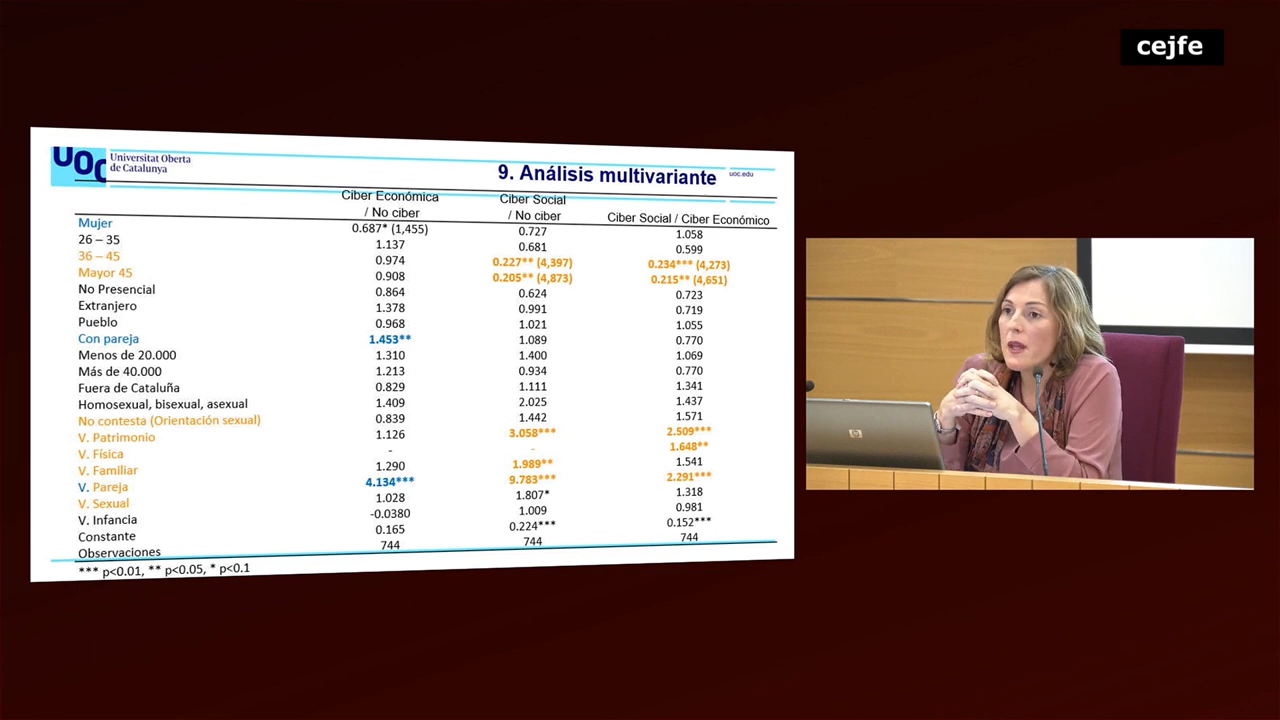 cejfe
UOC Universitat Oberta
de Catalunya
9. Análisis multivariante
uoc.edu
Ciber Económica / No ciber Ciber Social / No ciber Ciber Social / Ciber Económico
Mujer 0.687* (1,455) 0.727 1.058
26 – 35 1.137 0.681 0.599
36 – 45 0.974 0.227** (4,397) 0.234*** (4,273)
Mayor 45 0.908 0.205** (4,873) 0.215** (4,651)
No Presencial 0.864 0.624 0.723
Extranjero 1.378 0.991 0.719
Pueblo 0.968 1.021 1.055
Con pareja 1.453** 1.089 0.770
Menos de 20.000 1.310 1.400 1.069
Más de 40.000 1.213 0.934 0.770
Fuera de Cataluña 0.829 1.111 1.341
Homosexual, bisexual, asexual 1.409 2.025 1.437
No contesta (Orientación sexual) 0.839 1.442 1.571
V. Patrimonio 1.126 3.058*** 2.509***
V. Física - - 1.648**
V. Familiar 1.290 1.989** 1.541
V. Pareja 4.134*** 9.783*** 2.291***
V. Sexual 1.028 1.807* 1.318
V. Infancia -0.0380 1.009 0.981
Constante 0.165 0.224*** 0.152***
Observaciones 744 744 744
*** p<0.01, ** p<0.05, * p<0.1
hp